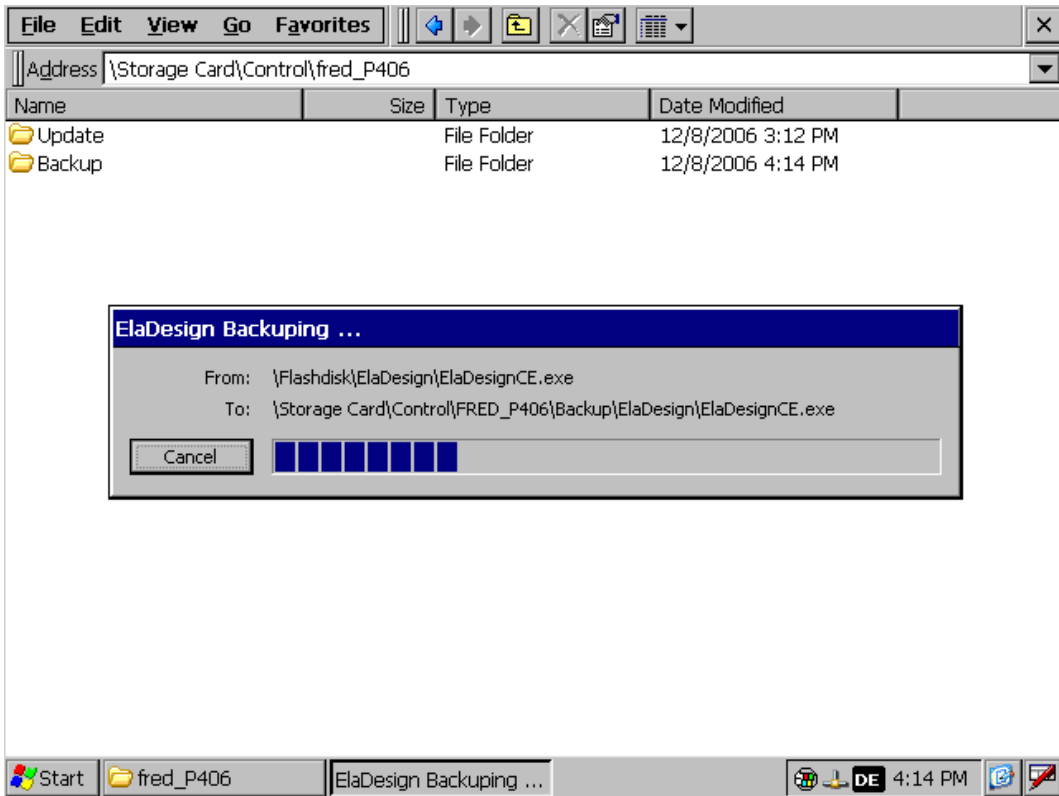 File Edit View Go Favorites
Address \Storage Card\Control\fred_P406
Name Size Type Date Modified
Update File Folder 12/8/2006 3:12 PM
Backup File Folder 12/8/2006 4:14 PM
ElaDesign Backuping ...
From: \Flashdisk\ElaDesign\ElaDesignCE.exe
To: \Storage Card\Control\FRED_P406\Backup\ElaDesign\ElaDesignCE.exe
Cancel
Start fred_P406 ElaDesign Backuping ... DE 4:14 PM